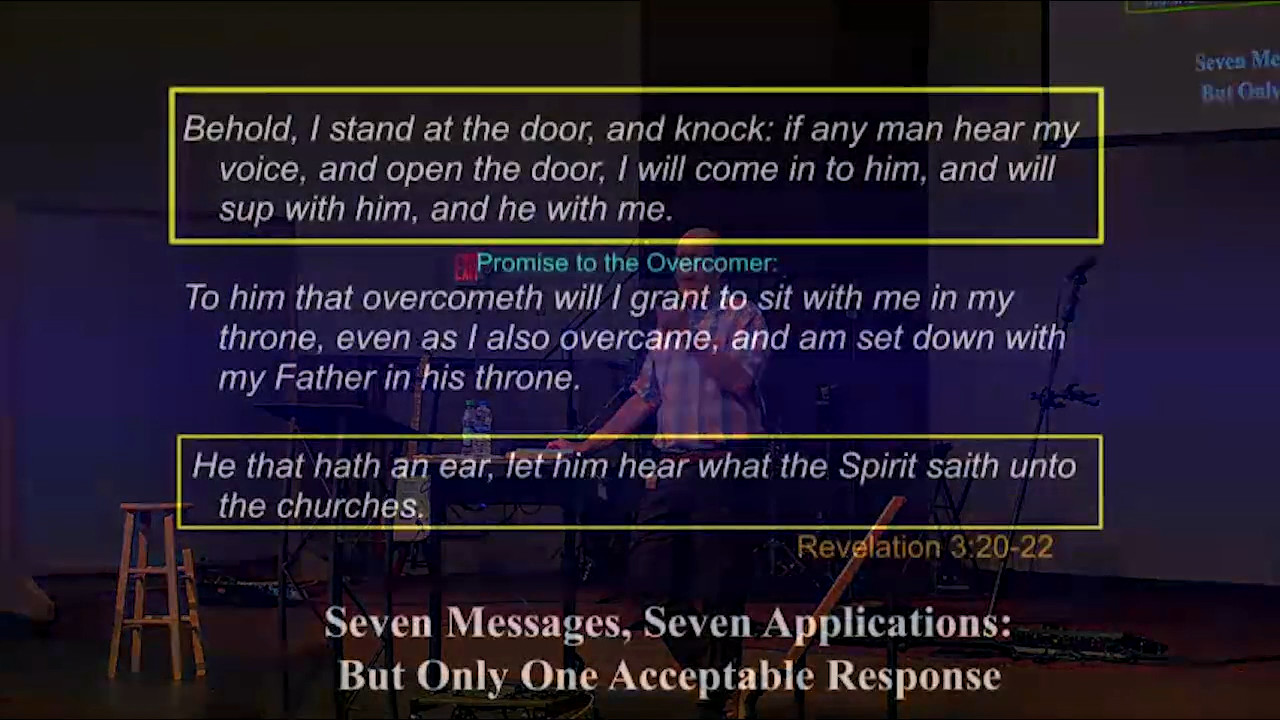 Seven Me
But Only
Behold, I stand at the door, and knock: if any man hear my
voice, and open the door, I will come in to him, and will
sup with him, and he with me.
EXIT
Promise to the Overcomer:
To him that overcometh will I grant to sit with me in my
throne, even as I also overcame, and am set down with
my Father in his throne.
He that hath an ear, let him hear what the Spirit saith unto
the churches.
Revelation 3:20-22
Seven Messages, Seven Applications:
But Only One Acceptable Response